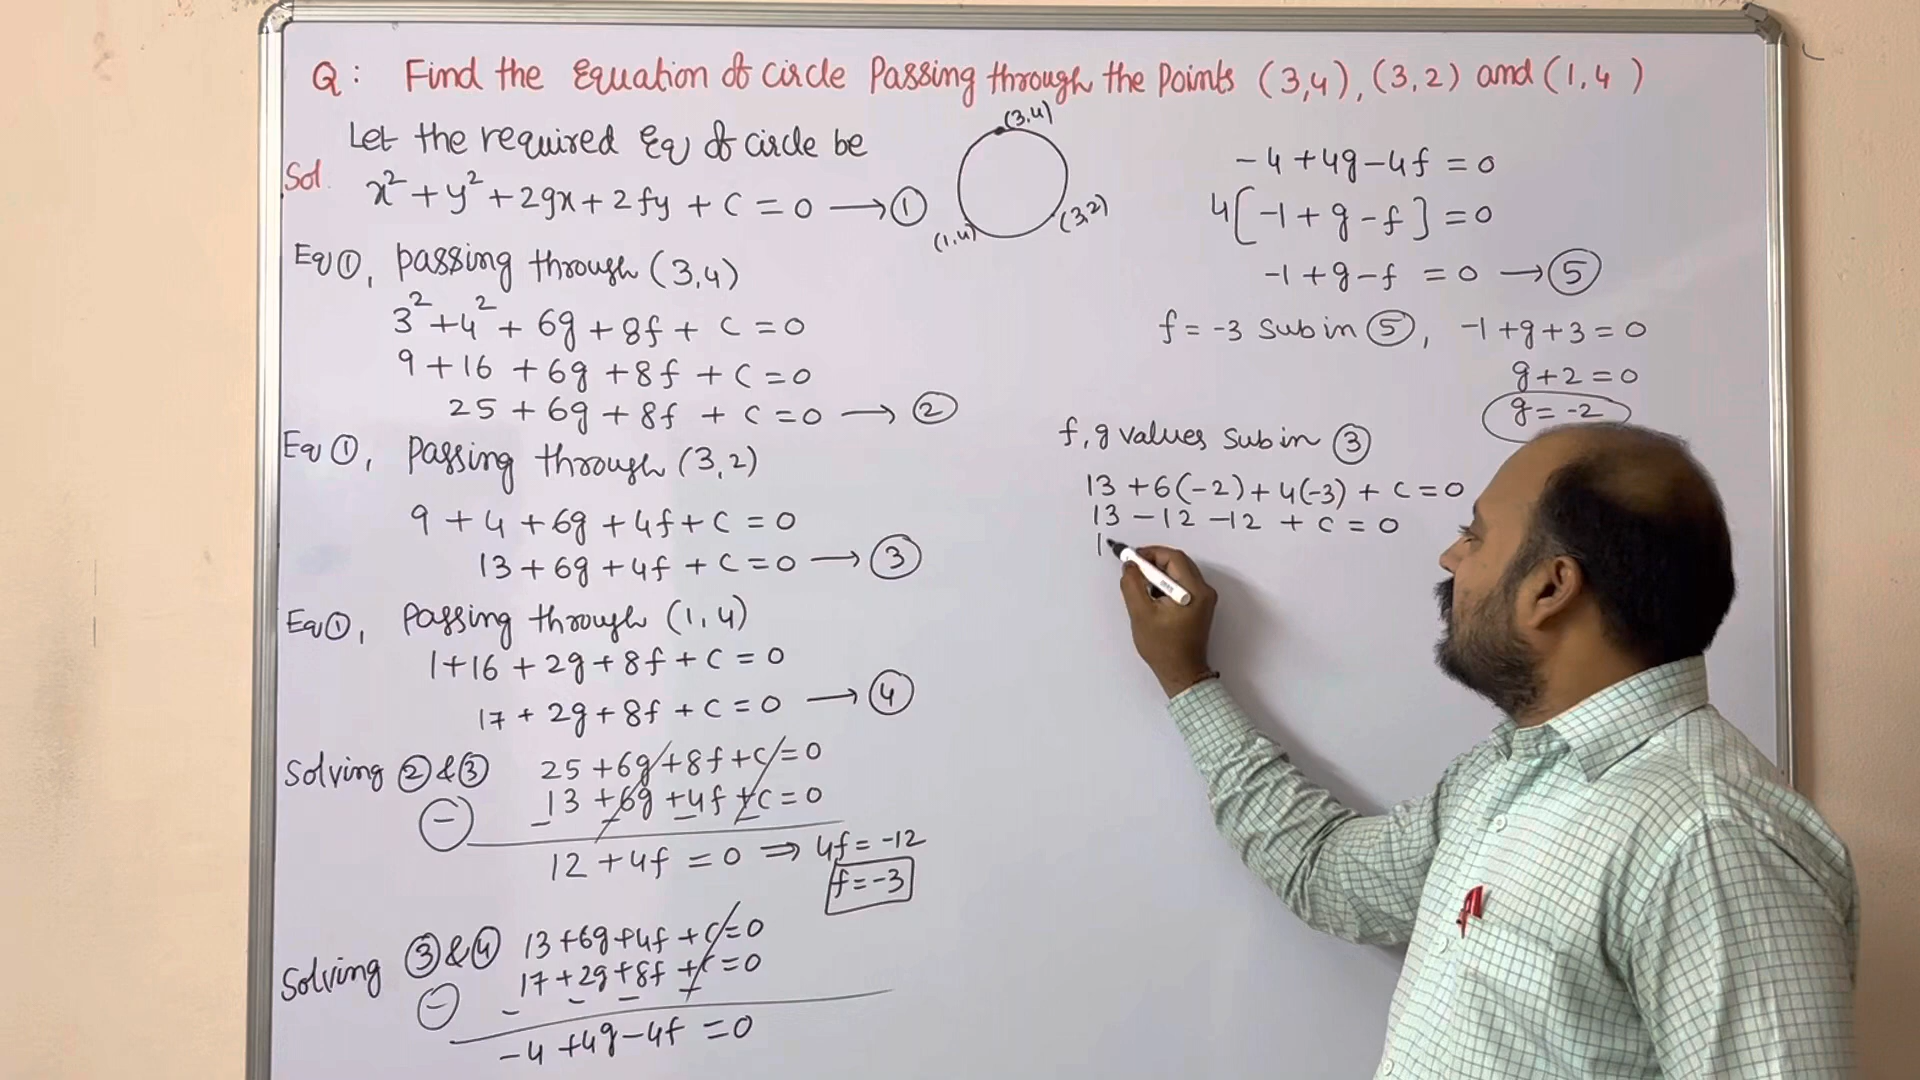 Q: Find the Equation of circle Passing through the Points (3,4), (3,2) and (1,4)
Sol. Let the required Eq of circle be
x²+y²+2gx+2fy+c=0 → ①
(3,4)
(3,2)
(1,4)
Eq ①, passing through (3,4)
3²+4²+6g+8f+c=0
9+16+6g+8f+c=0
25+6g+8f+c=0 → ②
Eq ①, Passing through (3,2)
9+4+6g+4f+c=0
13+6g+4f+c=0 → ③
Eq ①, Passing through (1,4)
1+16+2g+8f+c=0
17+2g+8f+c=0 → ④
Solving ②&③ 25+6g+8f+c=0
13+6g+4f+c=0
12+4f=0 ⇒ 4f=-12
f=-3
Solving ③&④ 13+6g+4f+c=0
17+2g+8f+c=0
-4+4g-4f=0
-4+4g-4f=0
4[-1+g-f]=0
-1+g-f=0 → ⑤
f=-3 Sub in ⑤, -1+g+3=0
g+2=0
g=-2
f,g values Sub in ③
13+6(-2)+4(-3)+c=0
13-12-12+c=0
1